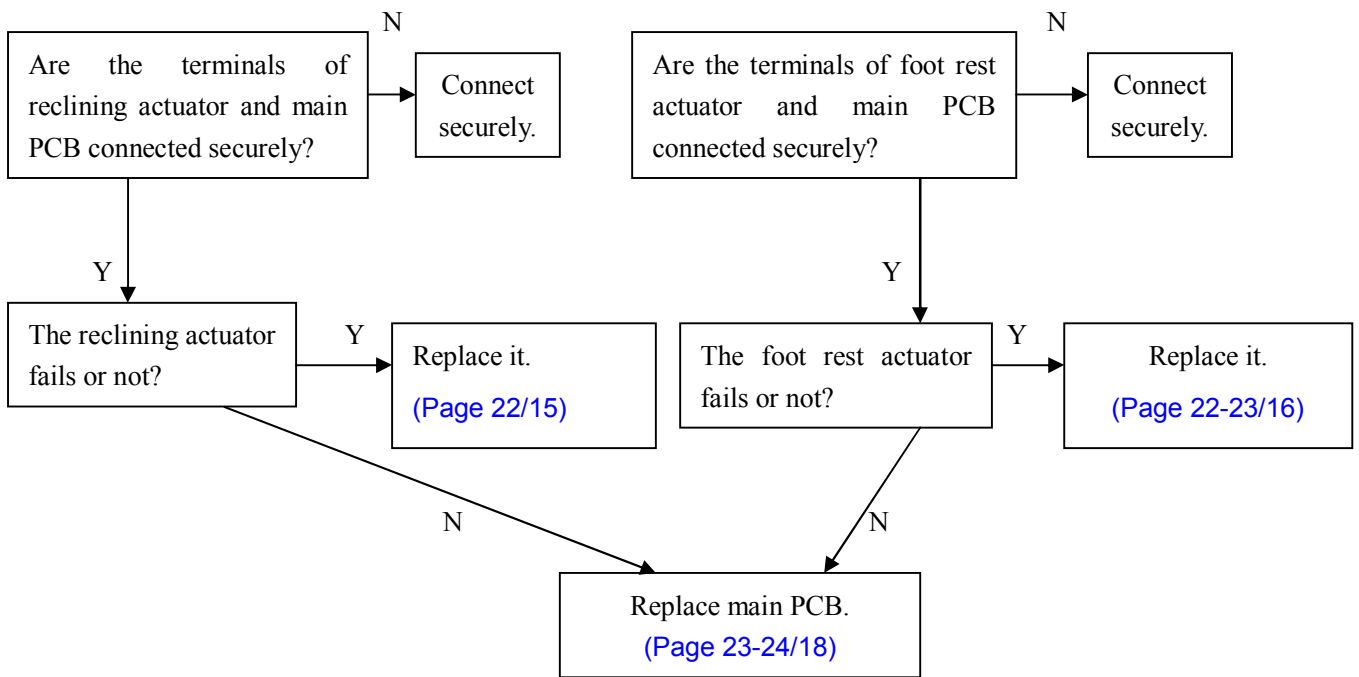 N
Are the terminals of
reclining actuator and main
PCB connected securely?
Connect
securely.
Y
The reclining actuator
fails or not?
Y
Replace it.
(Page 22/15)
N
N
Are the terminals of foot rest
actuator and main PCB
connected securely?
Connect
securely.
Y
The foot rest actuator
fails or not?
Y
Replace it.
(Page 22-23/16)
N
Replace main PCB.
(Page 23-24/18)